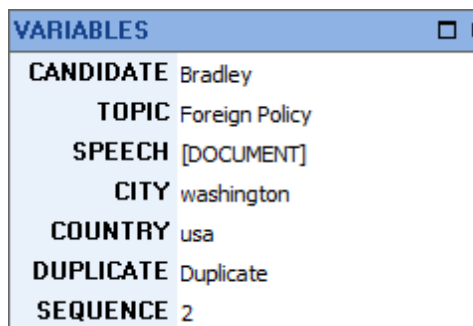 VARIABLES
CANDIDATE Bradley
TOPIC Foreign Policy
SPEECH [DOCUMENT]
CITY washington
COUNTRY usa
DUPLICATE Duplicate
SEQUENCE 2